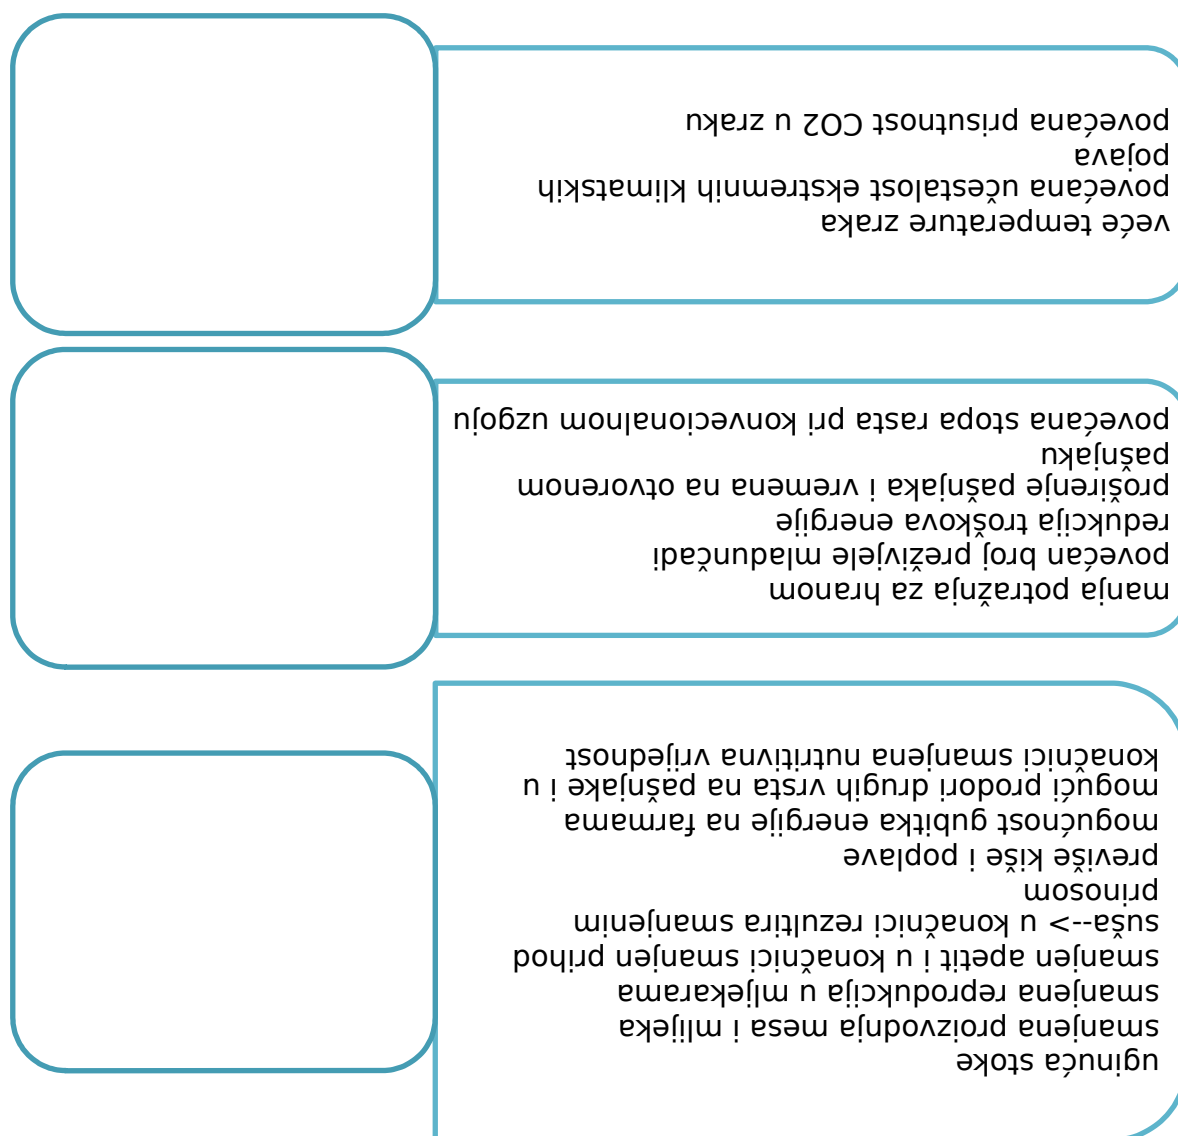 uginuća stoke
smanjena proizvodnja mesa i mlijeka
smanjena reprodukcija u mljekarama
smanjen apetit i u konačnici smanjen prihod
suša--> u konačnici rezultira smanjenim
prinosom
previše kiše i poplave
mogućnost gubitka energije na farmama
mogući prodori drugih vrsta na pašnjake i u
konačnici smanjena nutritivna vrijednost
manja potražnja za hranom
povećan broj preživjele mladunčadi
redukcija troškova energije
proširenje pašnjaka i vremena na otvorenom
pašnjaku
povećana stopa rasta pri konvecionalnom uzgoju
veće temperature zraka
povećana učestalost ekstremnih klimatskih
pojava
povećana prisutnost CO2 u zraku